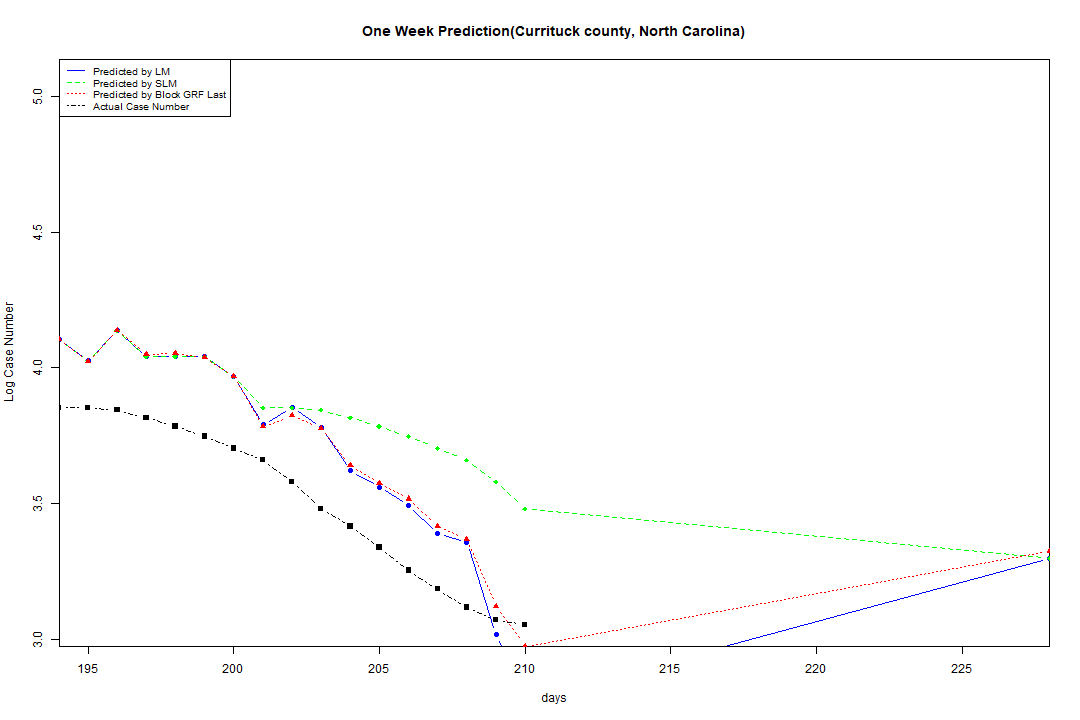 One Week Prediction(Currituck county, North Carolina)
Predicted by LM
Predicted by SLM
Predicted by Block GRF Last
Actual Case Number
Log Case Number
5.0
4.5
4.0
3.5
3.0
195 200 205 210 215 220 225
days